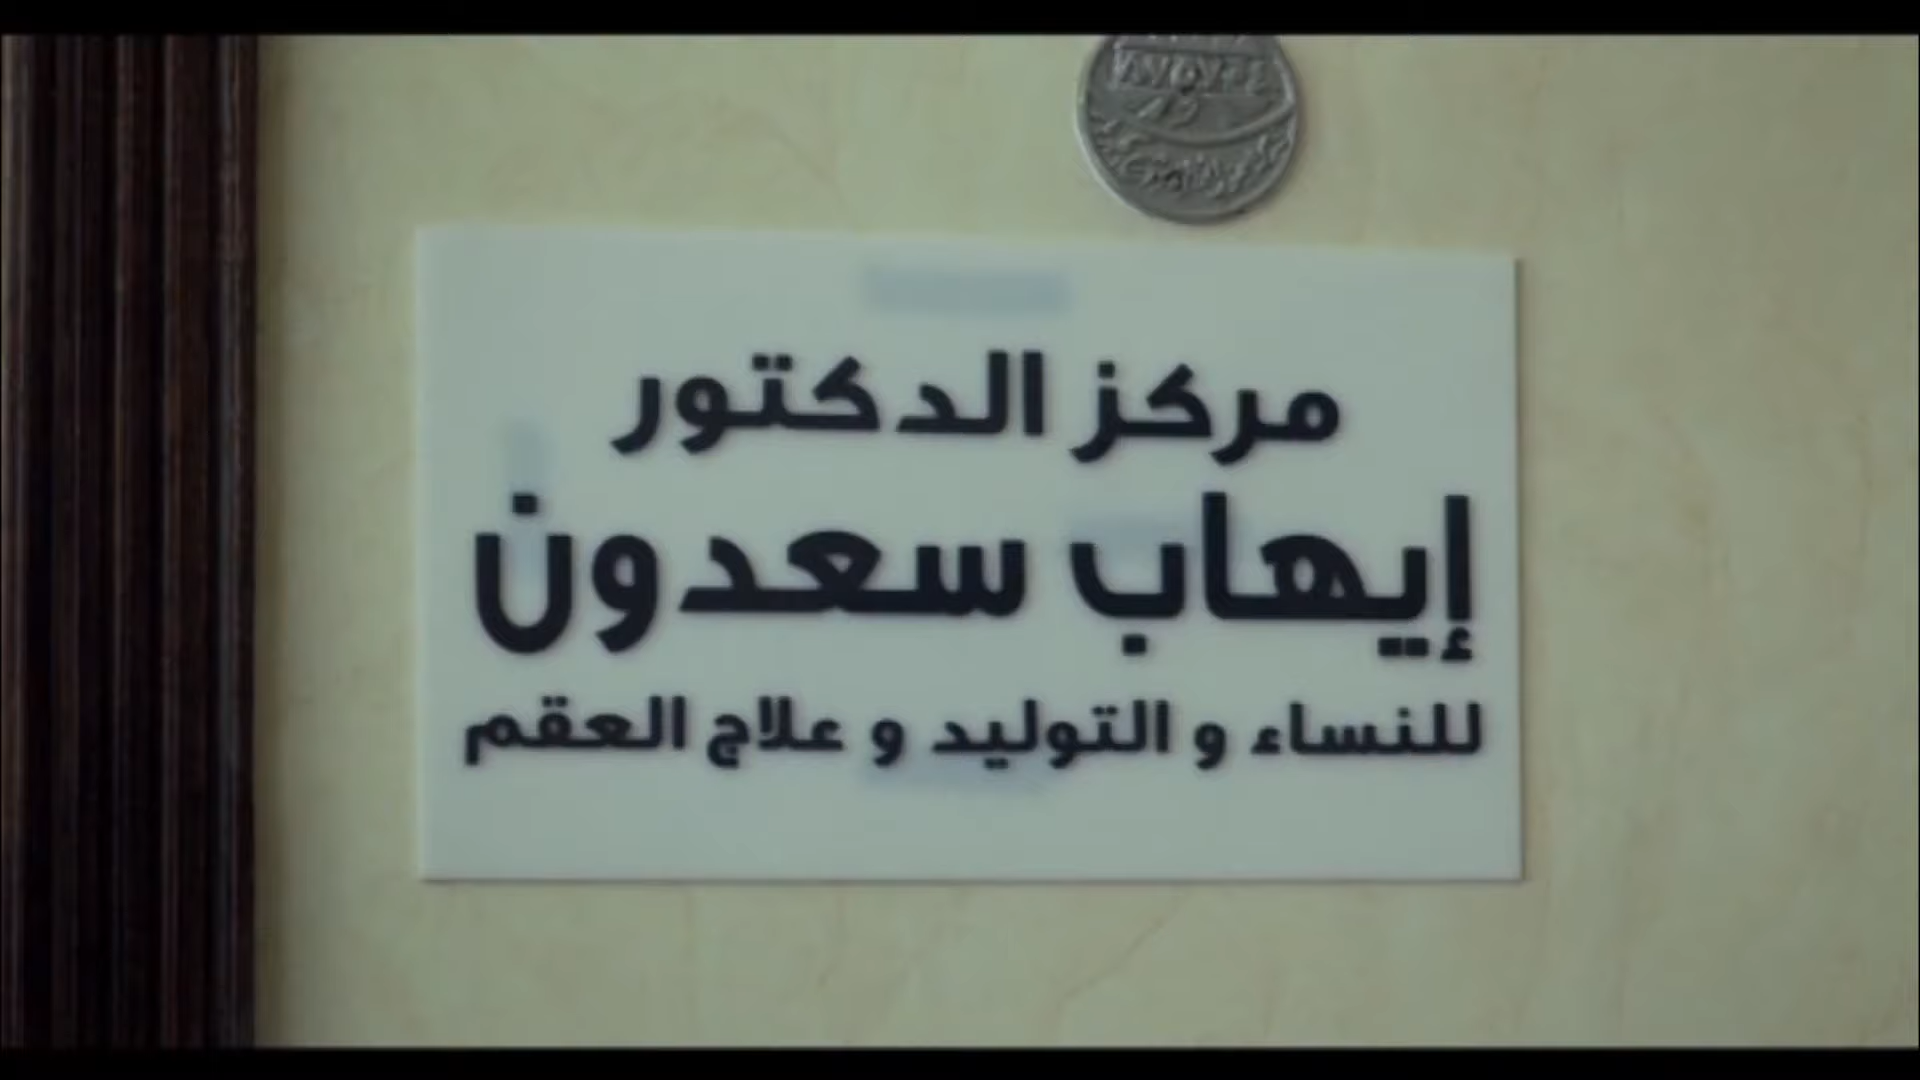 مركز الدكتور
إيهاب سعدون
للنساء و التوليد و علاج العقم